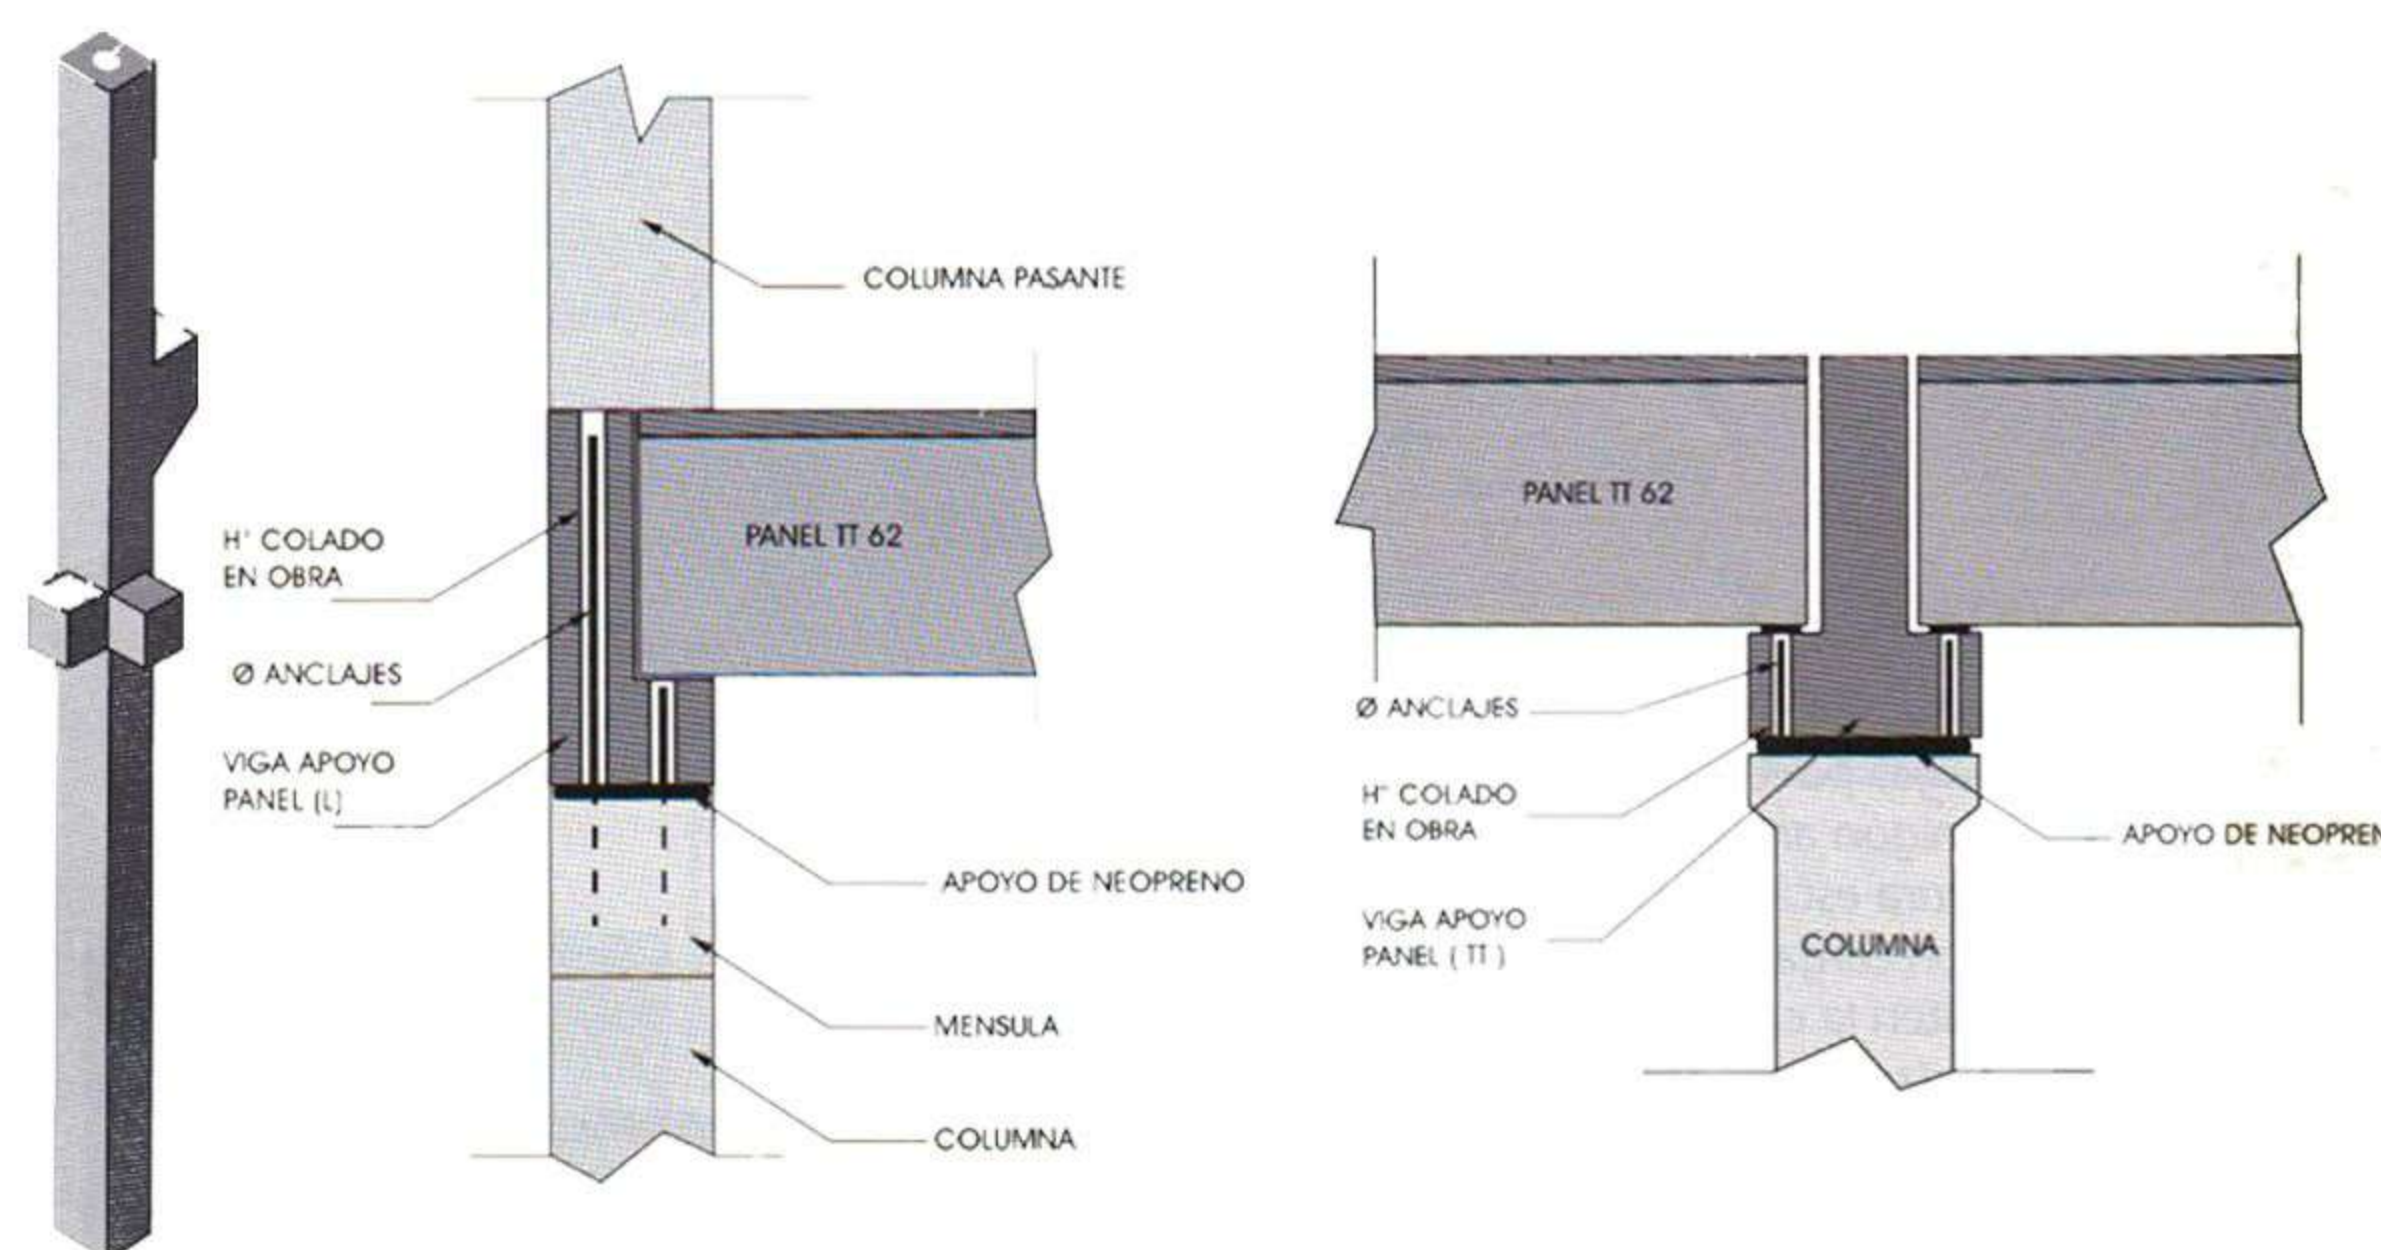 COLUMNA PASANTE
H° COLADO
EN OBRA
PANEL TT 62
Ø ANCLAJES
VIGA APOYO
PANEL (L)
APOYO DE NEOPRENO
MENSULA
COLUMNA
PANEL TT 62
Ø ANCLAJES
H° COLADO
EN OBRA
APOYO DE NEOPREN
VIGA APOYO
PANEL ( TT )
COLUMNA